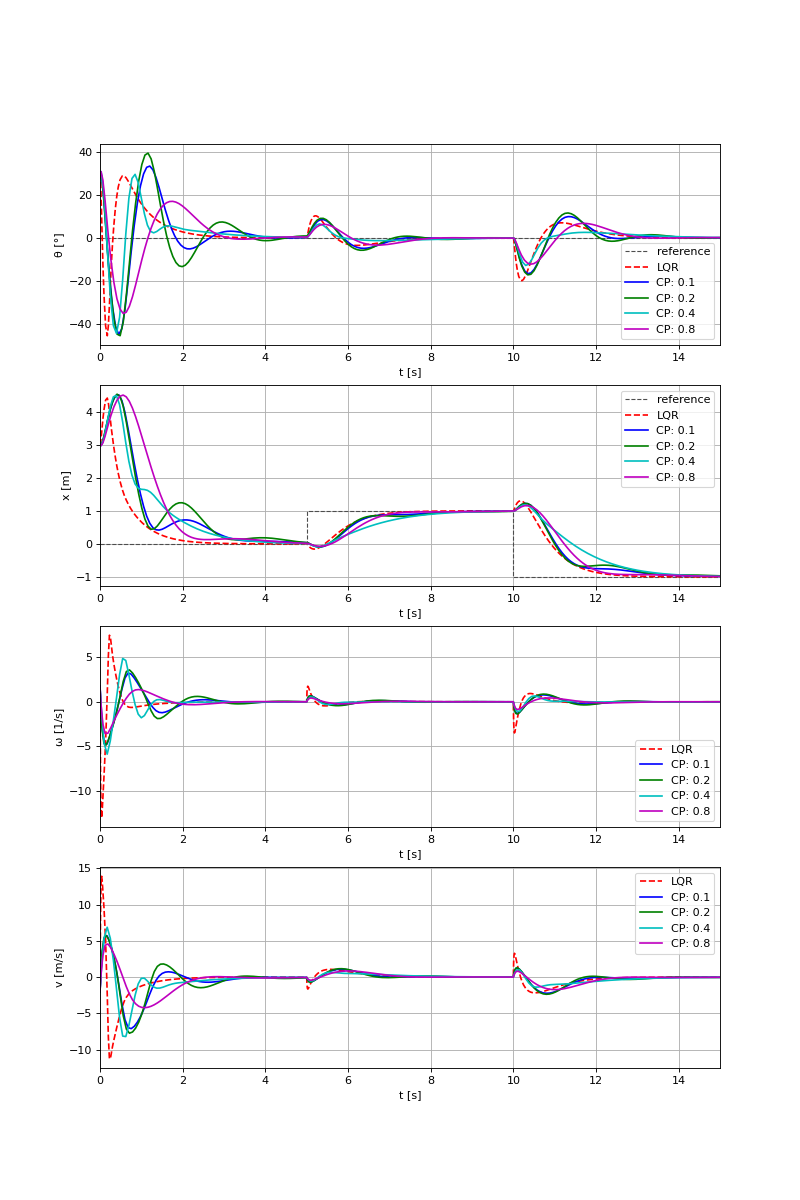 40
20
0
−20
−40
θ [°]
reference
LQR
CP: 0.1
CP: 0.2
CP: 0.4
CP: 0.8
0 2 4 6 8 10 12 14
t [s]
4
3
2
1
0
−1
x [m]
reference
LQR
CP: 0.1
CP: 0.2
CP: 0.4
CP: 0.8
0 2 4 6 8 10 12 14
t [s]
5
0
−5
−10
ω [1/s]
LQR
CP: 0.1
CP: 0.2
CP: 0.4
CP: 0.8
0 2 4 6 8 10 12 14
t [s]
15
10
5
0
−5
−10
v [m/s]
LQR
CP: 0.1
CP: 0.2
CP: 0.4
CP: 0.8
0 2 4 6 8 10 12 14
t [s]